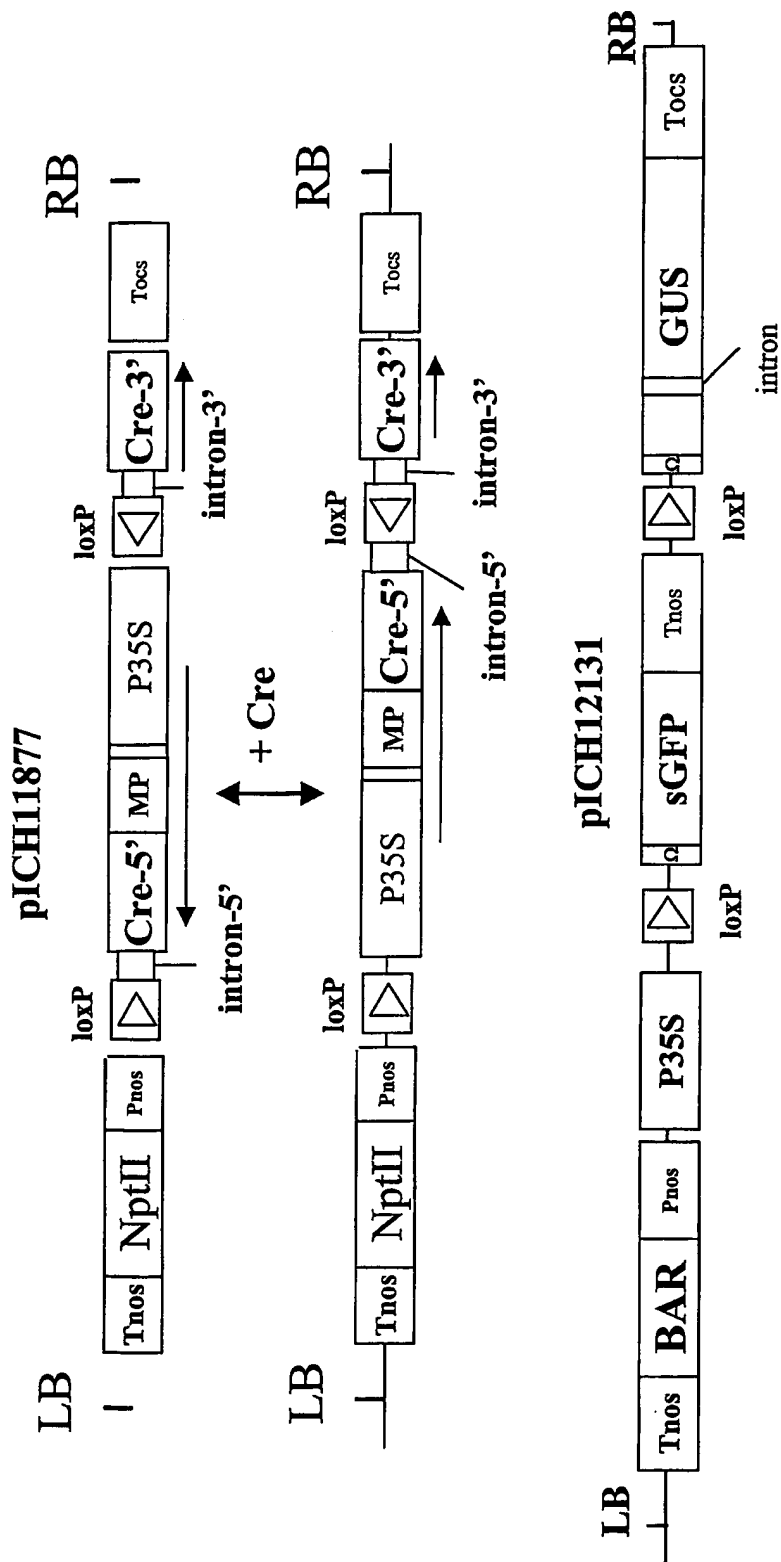 pICH11877
LB
RB
loxP
loxP
Tnos NptII Pnos Cre-5' MP P35S Cre-3' Tocs
intron-5'
intron-3'
+ Cre
LB
RB
loxP
loxP
Tnos NptII Pnos P35S MP Cre-5' Cre-3' Tocs
intron-5'
intron-3'
pICH12131
LB
RB
Tnos BAR Pnos P35S Ω sGFP Tnos Ω GUS Tocs
loxP
loxP
intron